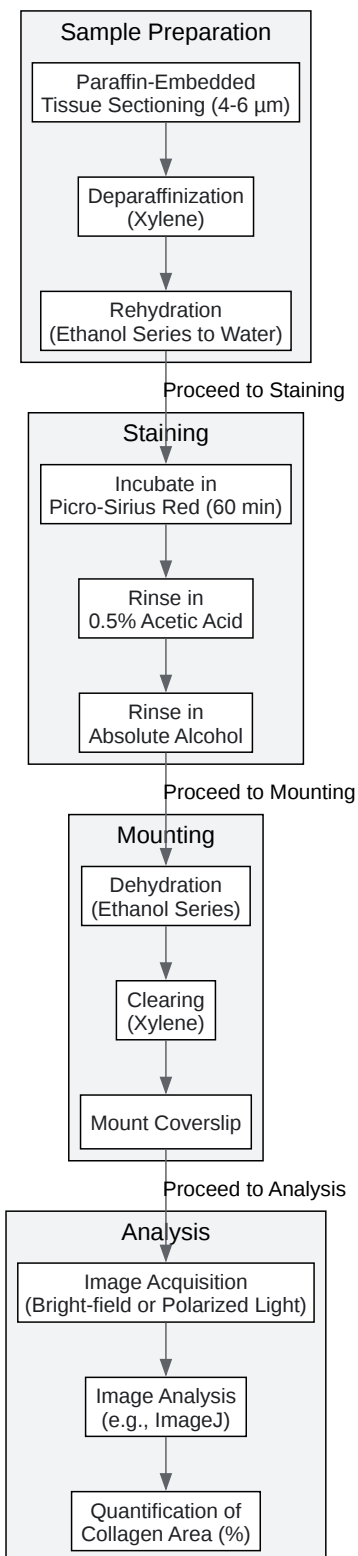 Sample Preparation
Paraffin-Embedded
Tissue Sectioning (4-6 µm)
Deparaffinization
(Xylene)
Rehydration
(Ethanol Series to Water)
Proceed to Staining
Staining
Incubate in
Picro-Sirius Red (60 min)
Rinse in
0.5% Acetic Acid
Rinse in
Absolute Alcohol
Proceed to Mounting
Mounting
Dehydration
(Ethanol Series)
Clearing
(Xylene)
Mount Coverslip
Proceed to Analysis
Analysis
Image Acquisition
(Bright-field or Polarized Light)
Image Analysis
(e.g., ImageJ)
Quantification of
Collagen Area (%)